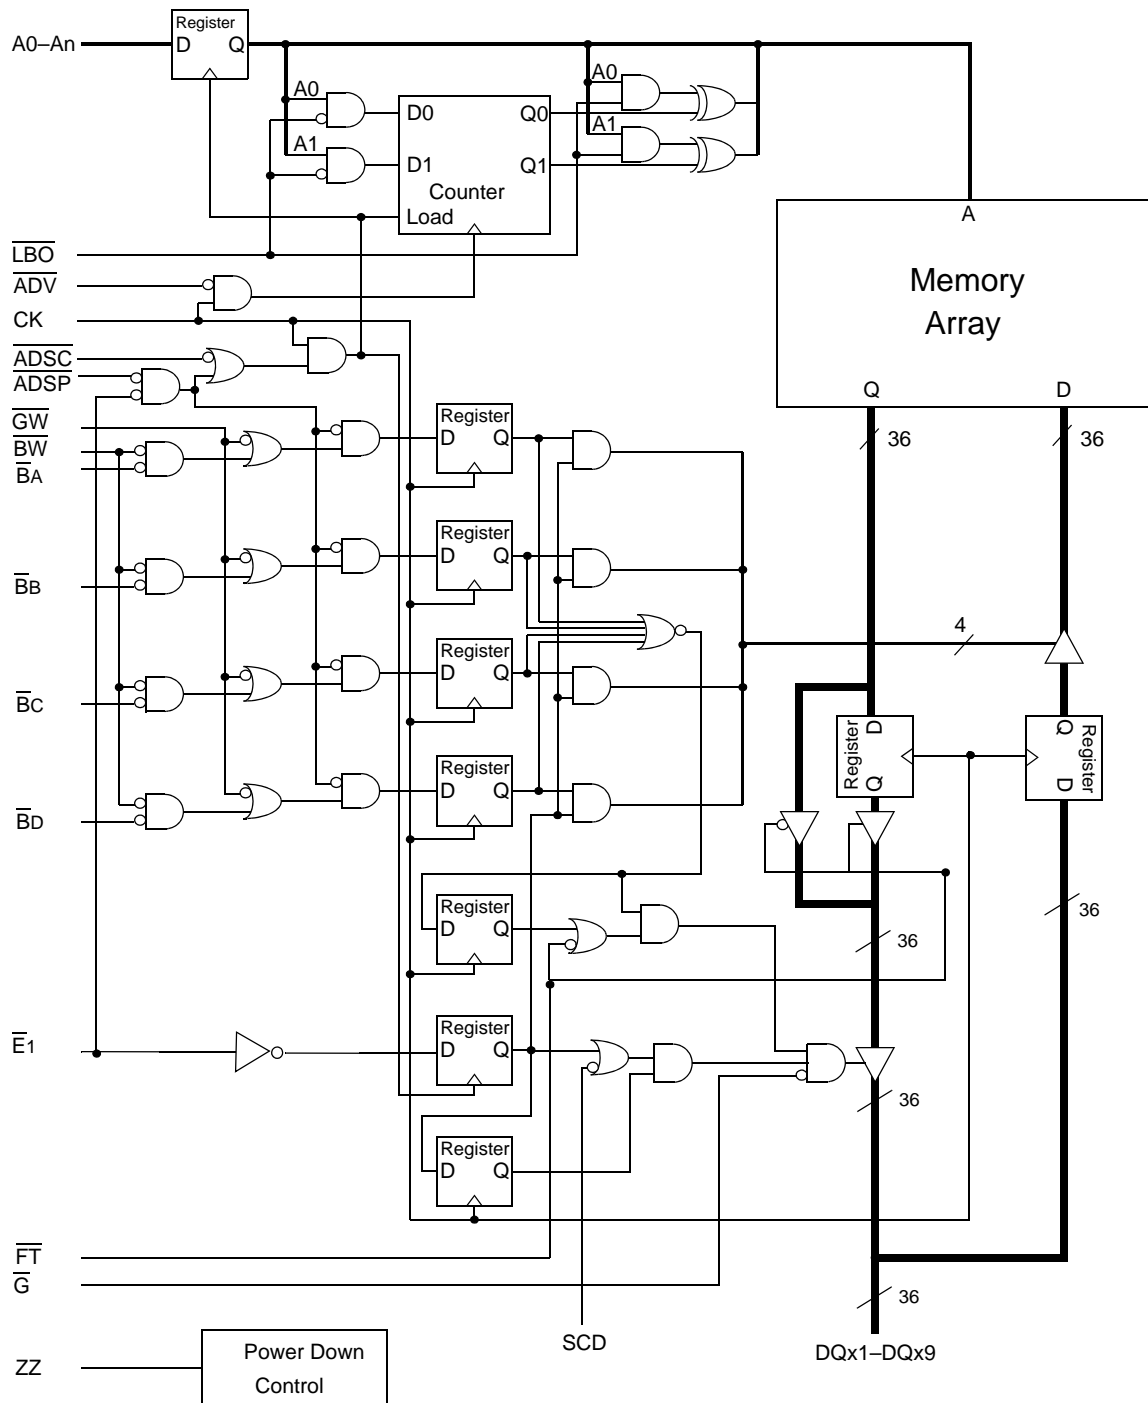 Register
A0–An
D Q
A0
A0
D0
Q0
A1
A1
D1
Q1
Counter
Load
A
LBO
ADV
Memory
CK
Array
ADSC
ADSP
Q
D
GW
Register
36
36
BW
D Q
BA
Register
D Q
BB
4
Register
D Q
BC
D
Q
Register
Register
Q
D
Register
D Q
BD
Register
D Q
36
36
Register
E1
D Q
36
Register
D Q
FT
G
36
SCD
DQx1–DQx9
ZZ
Power Down
Control